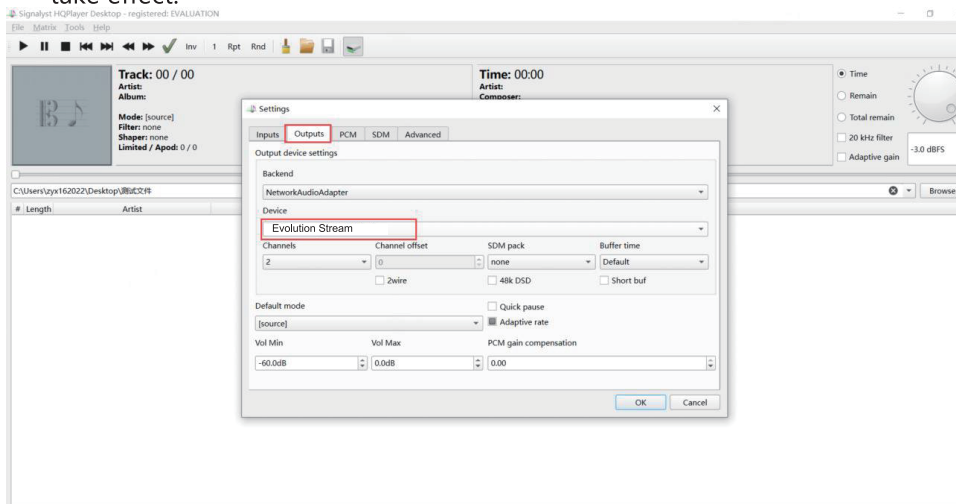 take effect.
Signalyst HQPlayer Desktop - registered: EVALUATION
File Matrix Tools Help
Inv 1 Rpt Rnd
Track: 00 / 00
Artist:
Album:
Mode: [source]
Filter: none
Shaper: none
Limited / Apod: 0 / 0
Time: 00:00
Artist:
Composer:
Time
Remain
Total remain
20 kHz filter
Adaptive gain
-3.0 dBFS
C:\Users\zyx162022\Desktop\测试文件
Browse
# Length Artist
Settings
Inputs Outputs PCM SDM Advanced
Output device settings
Backend
NetworkAudioAdapter
Device
Evolution Stream
Channels Channel offset SDM pack Buffer time
2 0 none Default
2wire 48k DSD Short buf
Default mode Quick pause
[source] Adaptive rate
Vol Min Vol Max PCM gain compensation
-60.0dB 0.0dB 0.00
OK Cancel